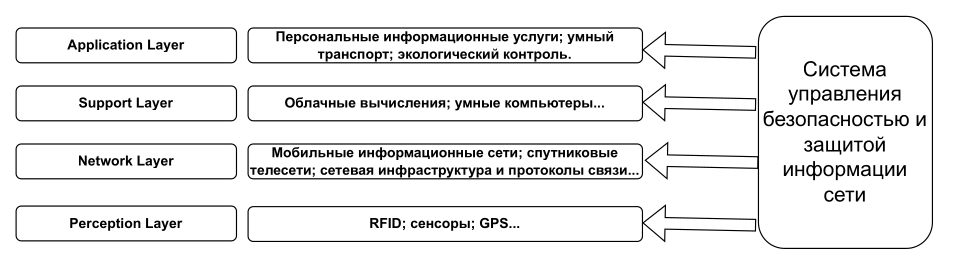 Application Layer
Персональные информационные услуги; умный
транспорт; экологический контроль.
Support Layer
Облачные вычисления; умные компьютеры...
Network Layer
Мобильные информационные сети; спутниковые
телесети; сетевая инфраструктура и протоколы связи...
Perception Layer
RFID; сенсоры; GPS...
Система
управления
безопасностью и
защитой
информации
сети